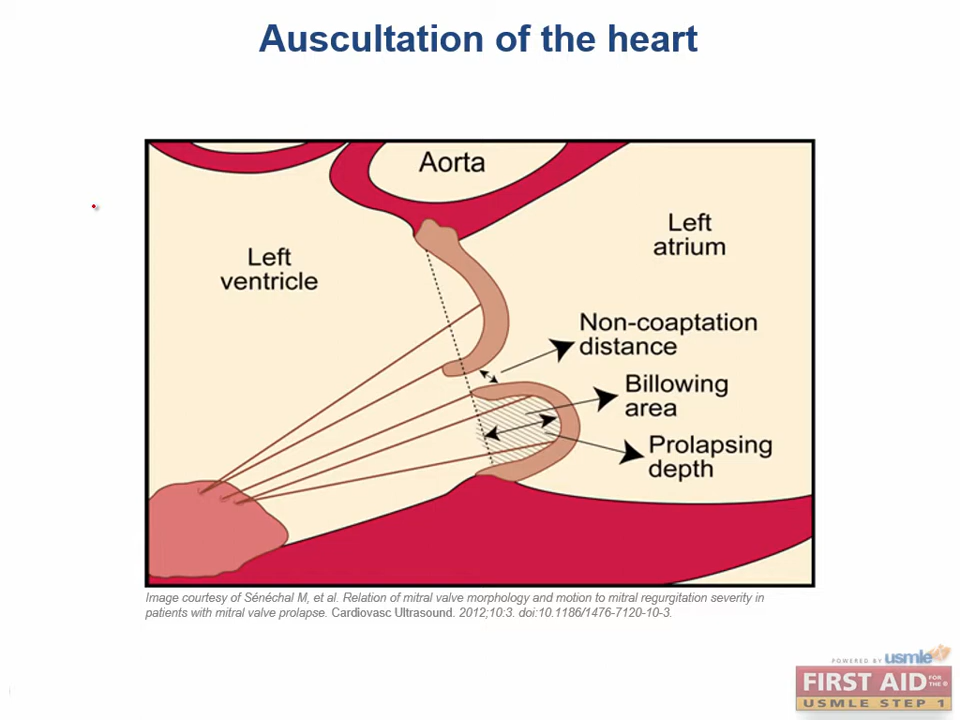 Auscultation of the heart
Aorta
Left
atrium
Left
ventricle
Non-coaptation
distance
Billowing
area
Prolapsing
depth
Image courtesy of Sénéchal M, et al. Relation of mitral valve morphology and motion to mitral regurgitation severity in
patients with mitral valve prolapse. Cardiovasc Ultrasound. 2012;10:3. doi:10.1186/1476-7120-10-3.
POWERED BY usmle
FIRST AID FOR THE ®
USMLE STEP 1